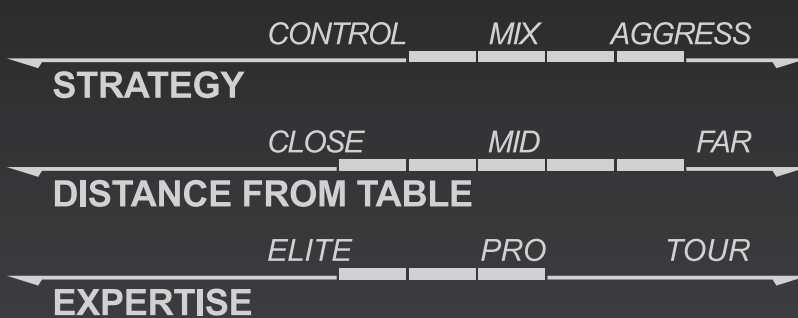 CONTROL MIX AGGRESS
STRATEGY
CLOSE MID FAR
DISTANCE FROM TABLE
ELITE PRO TOUR
EXPERTISE